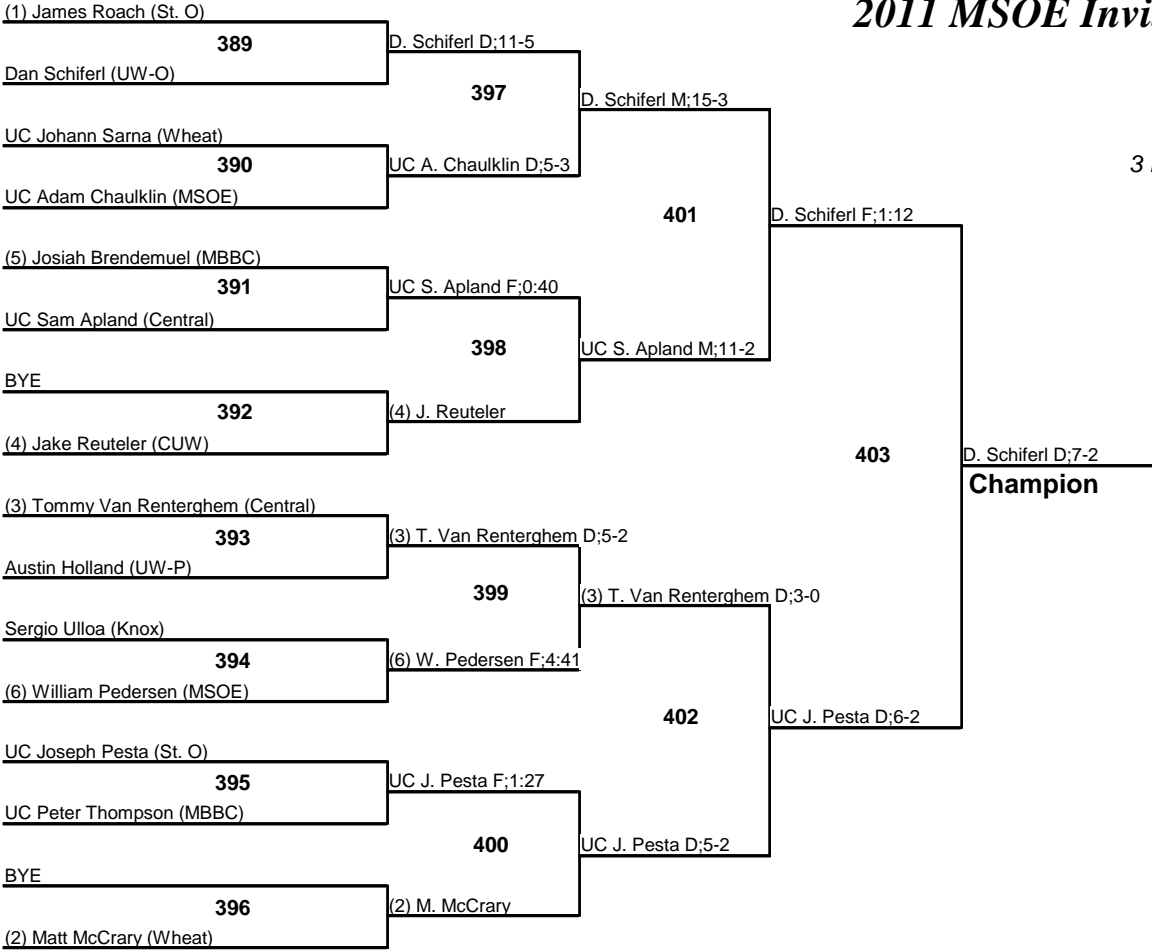 (1) James Roach (St. O)
2011 MSOE Invi
389
D. Schiferl D;11-5
Dan Schiferl (UW-O)
397
D. Schiferl M;15-3
UC Johann Sarna (Wheat)
390
UC A. Chaulklin D;5-3
3
UC Adam Chaulklin (MSOE)
401
D. Schiferl F;1:12
(5) Josiah Brendemuel (MBBC)
391
UC S. Apland F;0:40
UC Sam Apland (Central)
398
UC S. Apland M;11-2
BYE
392
(4) J. Reuteler
(4) Jake Reuteler (CUW)
403
D. Schiferl D;7-2
Champion
(3) Tommy Van Renterghem (Central)
393
(3) T. Van Renterghem D;5-2
Austin Holland (UW-P)
399
(3) T. Van Renterghem D;3-0
Sergio Ulloa (Knox)
394
(6) W. Pedersen F;4:41
(6) William Pedersen (MSOE)
402
UC J. Pesta D;6-2
UC Joseph Pesta (St. O)
395
UC J. Pesta F;1:27
UC Peter Thompson (MBBC)
400
UC J. Pesta D;5-2
BYE
396
(2) M. McCrary
(2) Matt McCrary (Wheat)